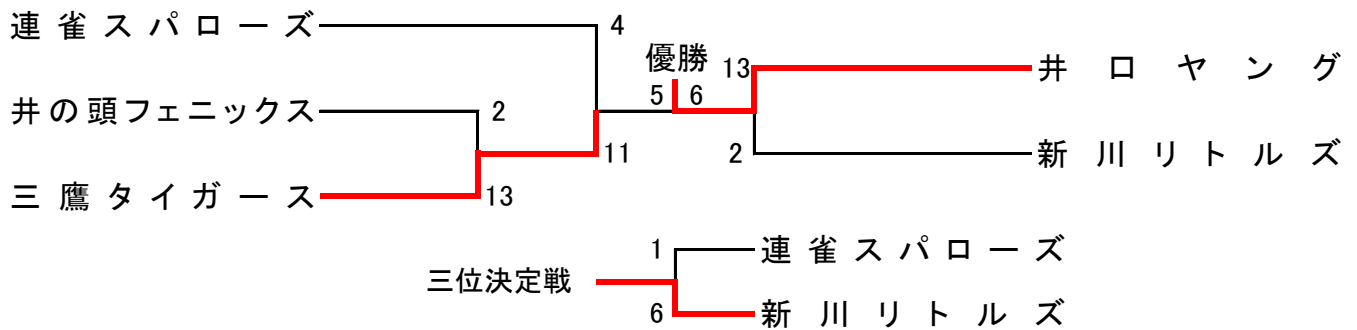 連雀スパローズ 4
優勝 13 井口ヤング
5 6
井の頭フェニックス 2
11 2 新川リトルズ
三鷹タイガース 13
1 連雀スパローズ
三位決定戦
6 新川リトルズ